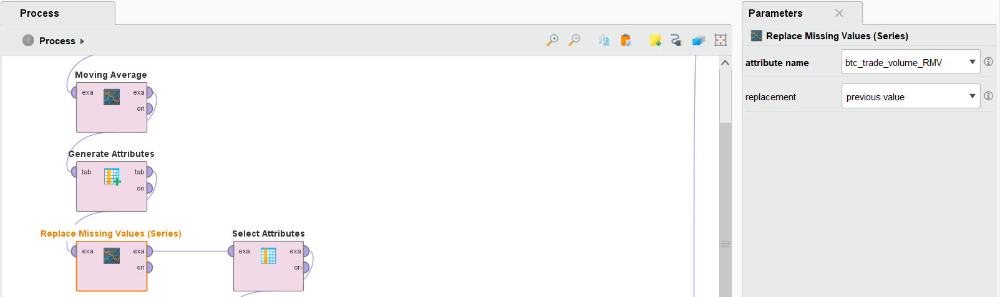 Process
Process
Moving Average
exa exa
ori
Generate Attributes
tab tab
ori
Replace Missing Values (Series)
exa exa
ori
Select Attributes
exa exa
ori
Parameters
Replace Missing Values (Series)
attribute name btc_trade_volume_RMV
replacement previous value